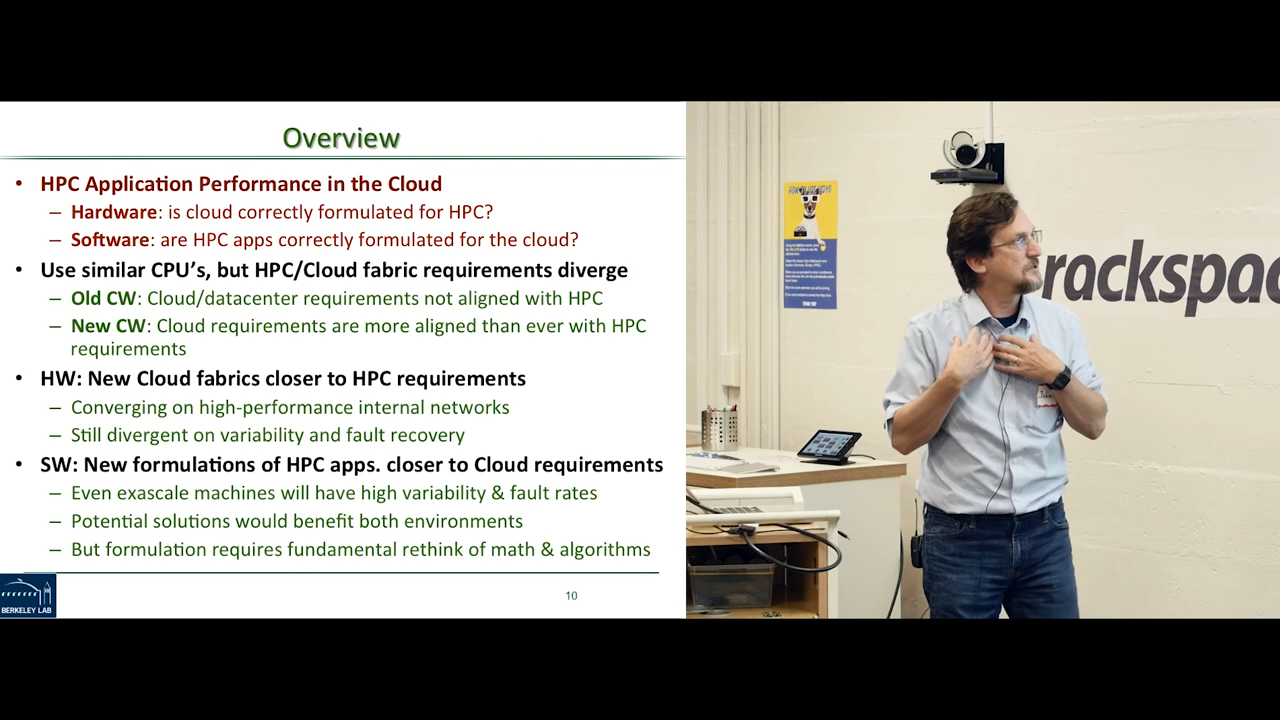 Overview
• HPC Application Performance in the Cloud
– Hardware: is cloud correctly formulated for HPC?
– Software: are HPC apps correctly formulated for the cloud?
• Use similar CPU's, but HPC/Cloud fabric requirements diverge
– Old CW: Cloud/datacenter requirements not aligned with HPC
– New CW: Cloud requirements are more aligned than ever with HPC
requirements
• HW: New Cloud fabrics closer to HPC requirements
– Converging on high-performance internal networks
– Still divergent on variability and fault recovery
• SW: New formulations of HPC apps. closer to Cloud requirements
– Even exascale machines will have high variability & fault rates
– Potential solutions would benefit both environments
– But formulation requires fundamental rethink of math & algorithms
BERKELEY LAB
10
HOW TO USE
rackspac